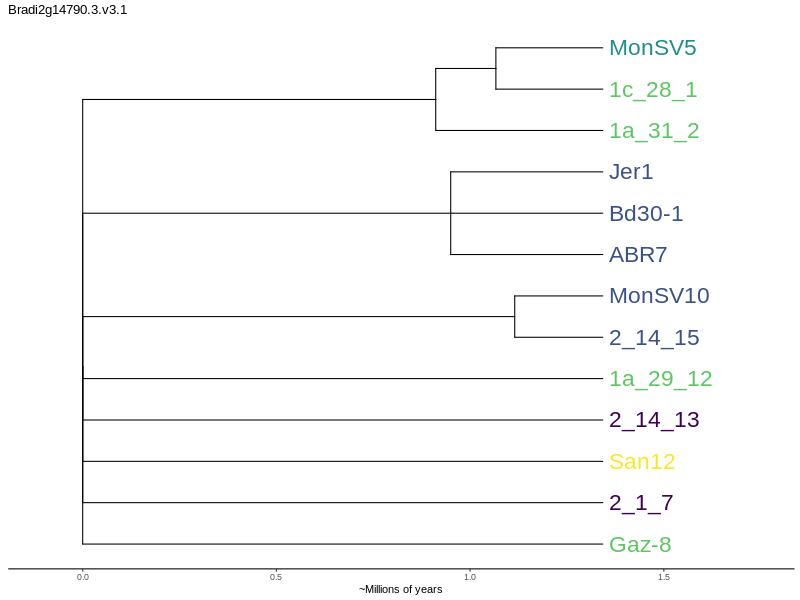 Bradi2g14790.3.v3.1
MonSV5
1c_28_1
1a_31_2
Jer1
Bd30-1
ABR7
MonSV10
2_14_15
1a_29_12
2_14_13
San12
2_1_7
Gaz-8
0.0 0.5 1.0 1.5
~Millions of years